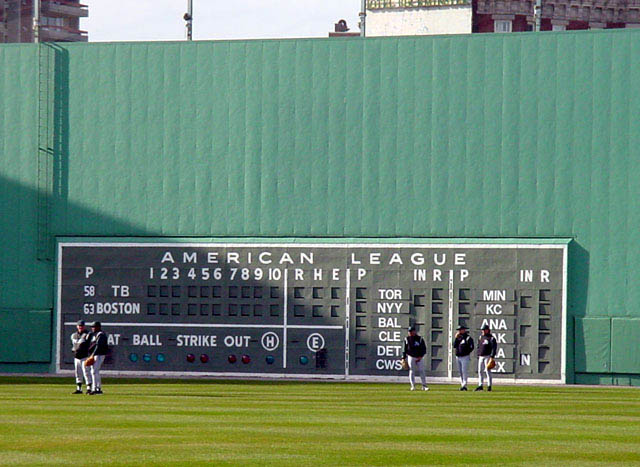 AMERICAN LEAGUE
P 1 2 3 4 5 6 7 8 9 10 R H E P IN R P IN R
58 TB TOR MIN
63 BOSTON NYY KC
BAL ANA
AT - BALL - STRIKE OUT H E CLE
DET N
CWS